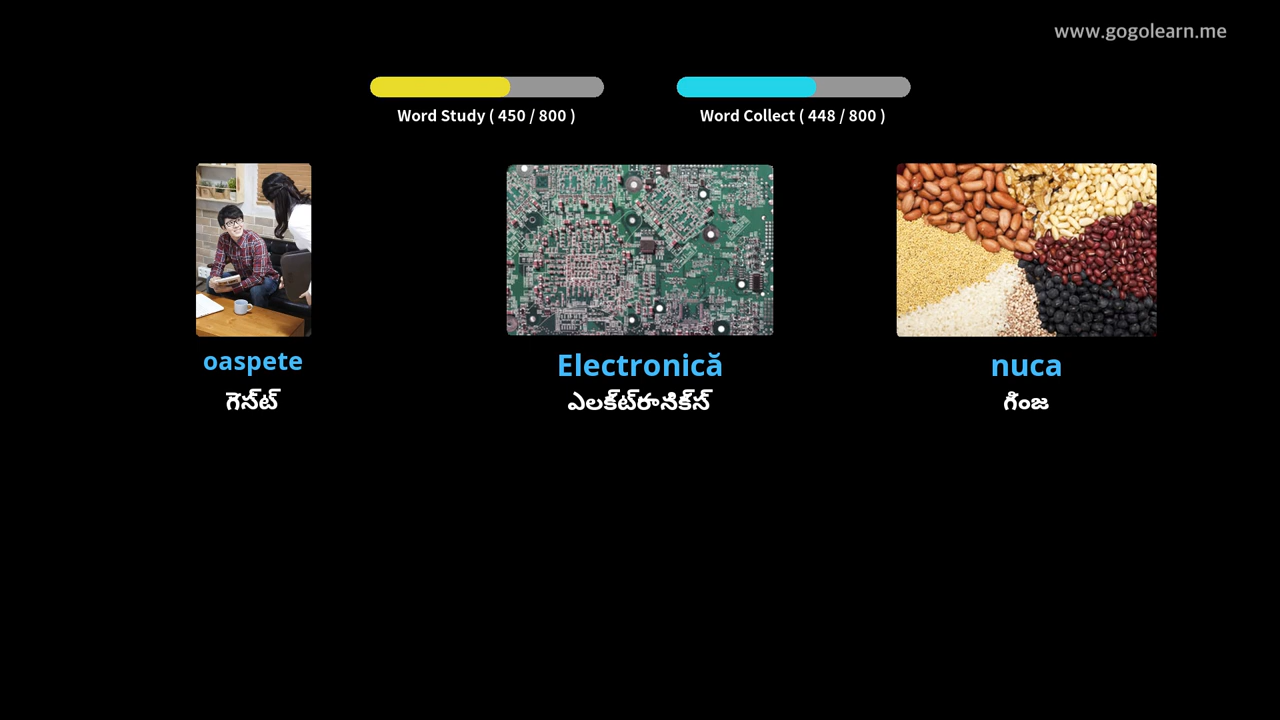 www.gogolearn.me
Word Study ( 450 / 800 )
Word Collect ( 448 / 800 )
oaspete
గెస్ట్
Electronică
ఎలక్ట్రానిక్స్
nuca
గింజ